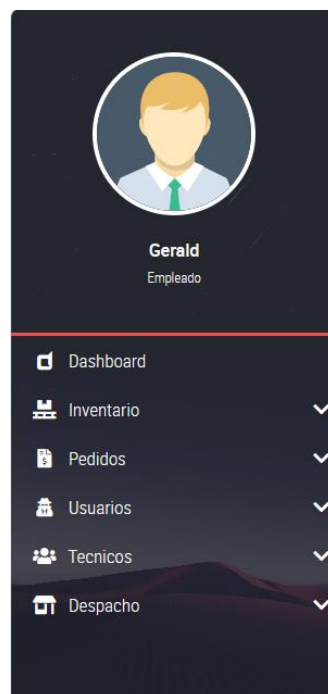 Gerald
Empleado
Dashboard
Inventario
Pedidos
Usuarios
Tecnicos
Despacho